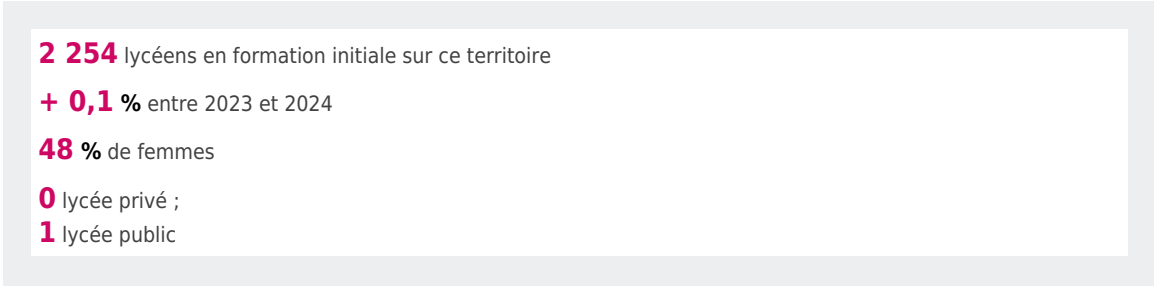 2 254 lycéens en formation initiale sur ce territoire
+ 0,1 % entre 2023 et 2024
48 % de femmes
0 lycée privé ;
1 lycée public